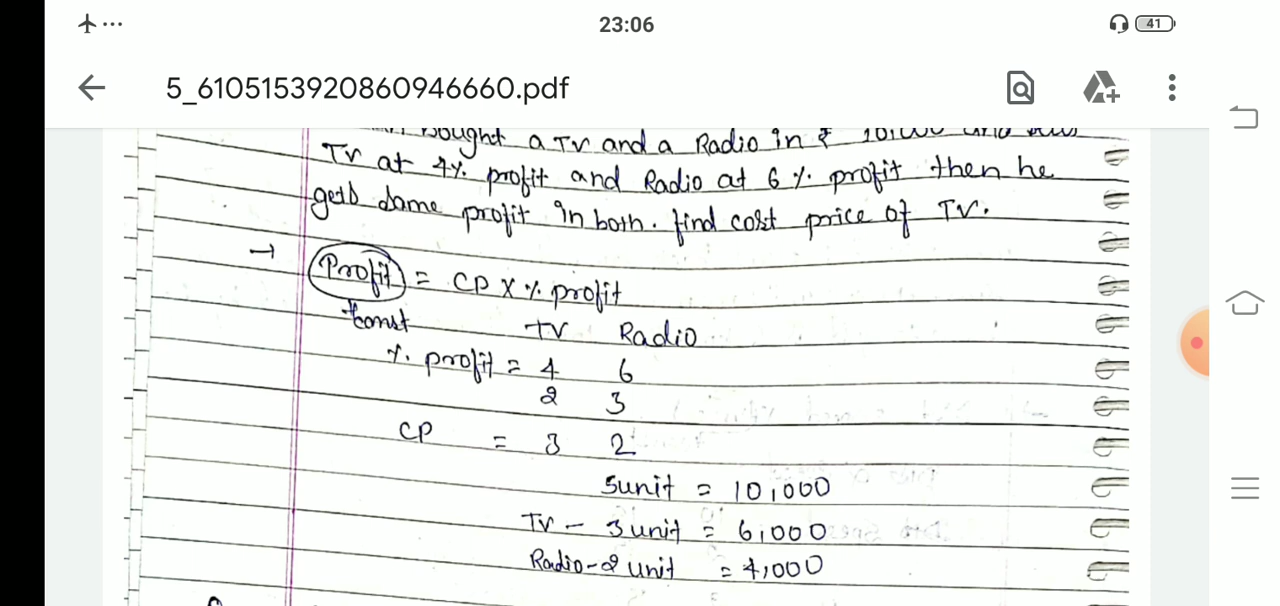 23:06
41
5_6105153920860946660.pdf
bought a TV and a Radio in ₹ 10,000 and
TV at 4% profit and Radio at 6 % profit then he
gets same profit in both. find cost price of TV.
→ Profit = CP X % profit
const
TV Radio
% profit = 4 6
2 3
CP = 3 2
5unit = 10,000
TV - 3 unit = 6,000
Radio-2 unit = 4,000